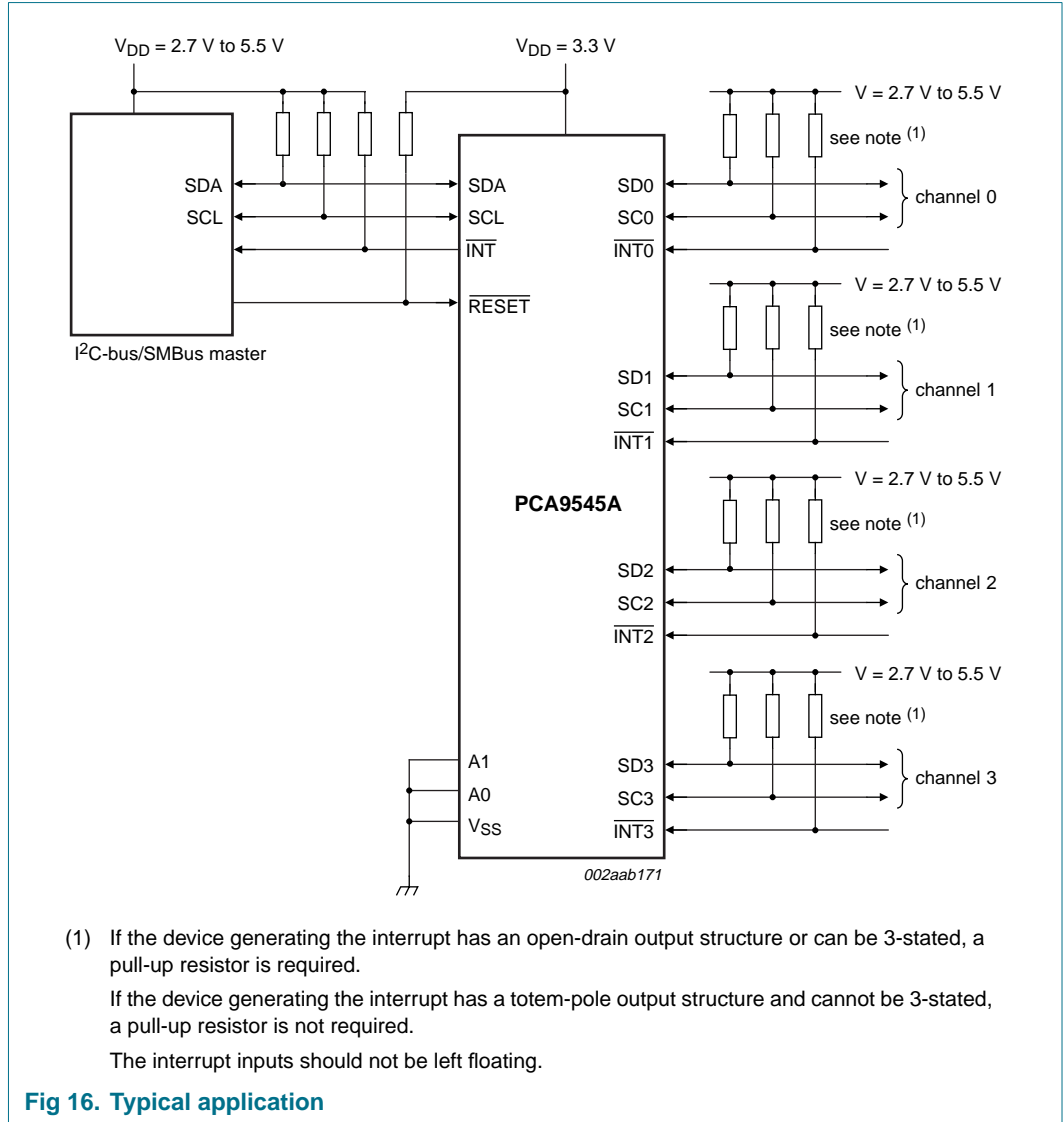 V_DD = 2.7 V to 5.5 V
V_DD = 3.3 V
V = 2.7 V to 5.5 V
see note (1)
SDA
SCL
I²C-bus/SMBus master
SDA
SCL
INT
RESET
SD0
SC0
INT0
channel 0
V = 2.7 V to 5.5 V
see note (1)
SD1
SC1
INT1
channel 1
PCA9545A
V = 2.7 V to 5.5 V
see note (1)
SD2
SC2
INT2
channel 2
V = 2.7 V to 5.5 V
see note (1)
SD3
SC3
INT3
channel 3
A1
A0
V_SS
002aab171
(1) If the device generating the interrupt has an open-drain output structure or can be 3-stated, a
pull-up resistor is required.
If the device generating the interrupt has a totem-pole output structure and cannot be 3-stated,
a pull-up resistor is not required.
The interrupt inputs should not be left floating.
Fig 16. Typical application